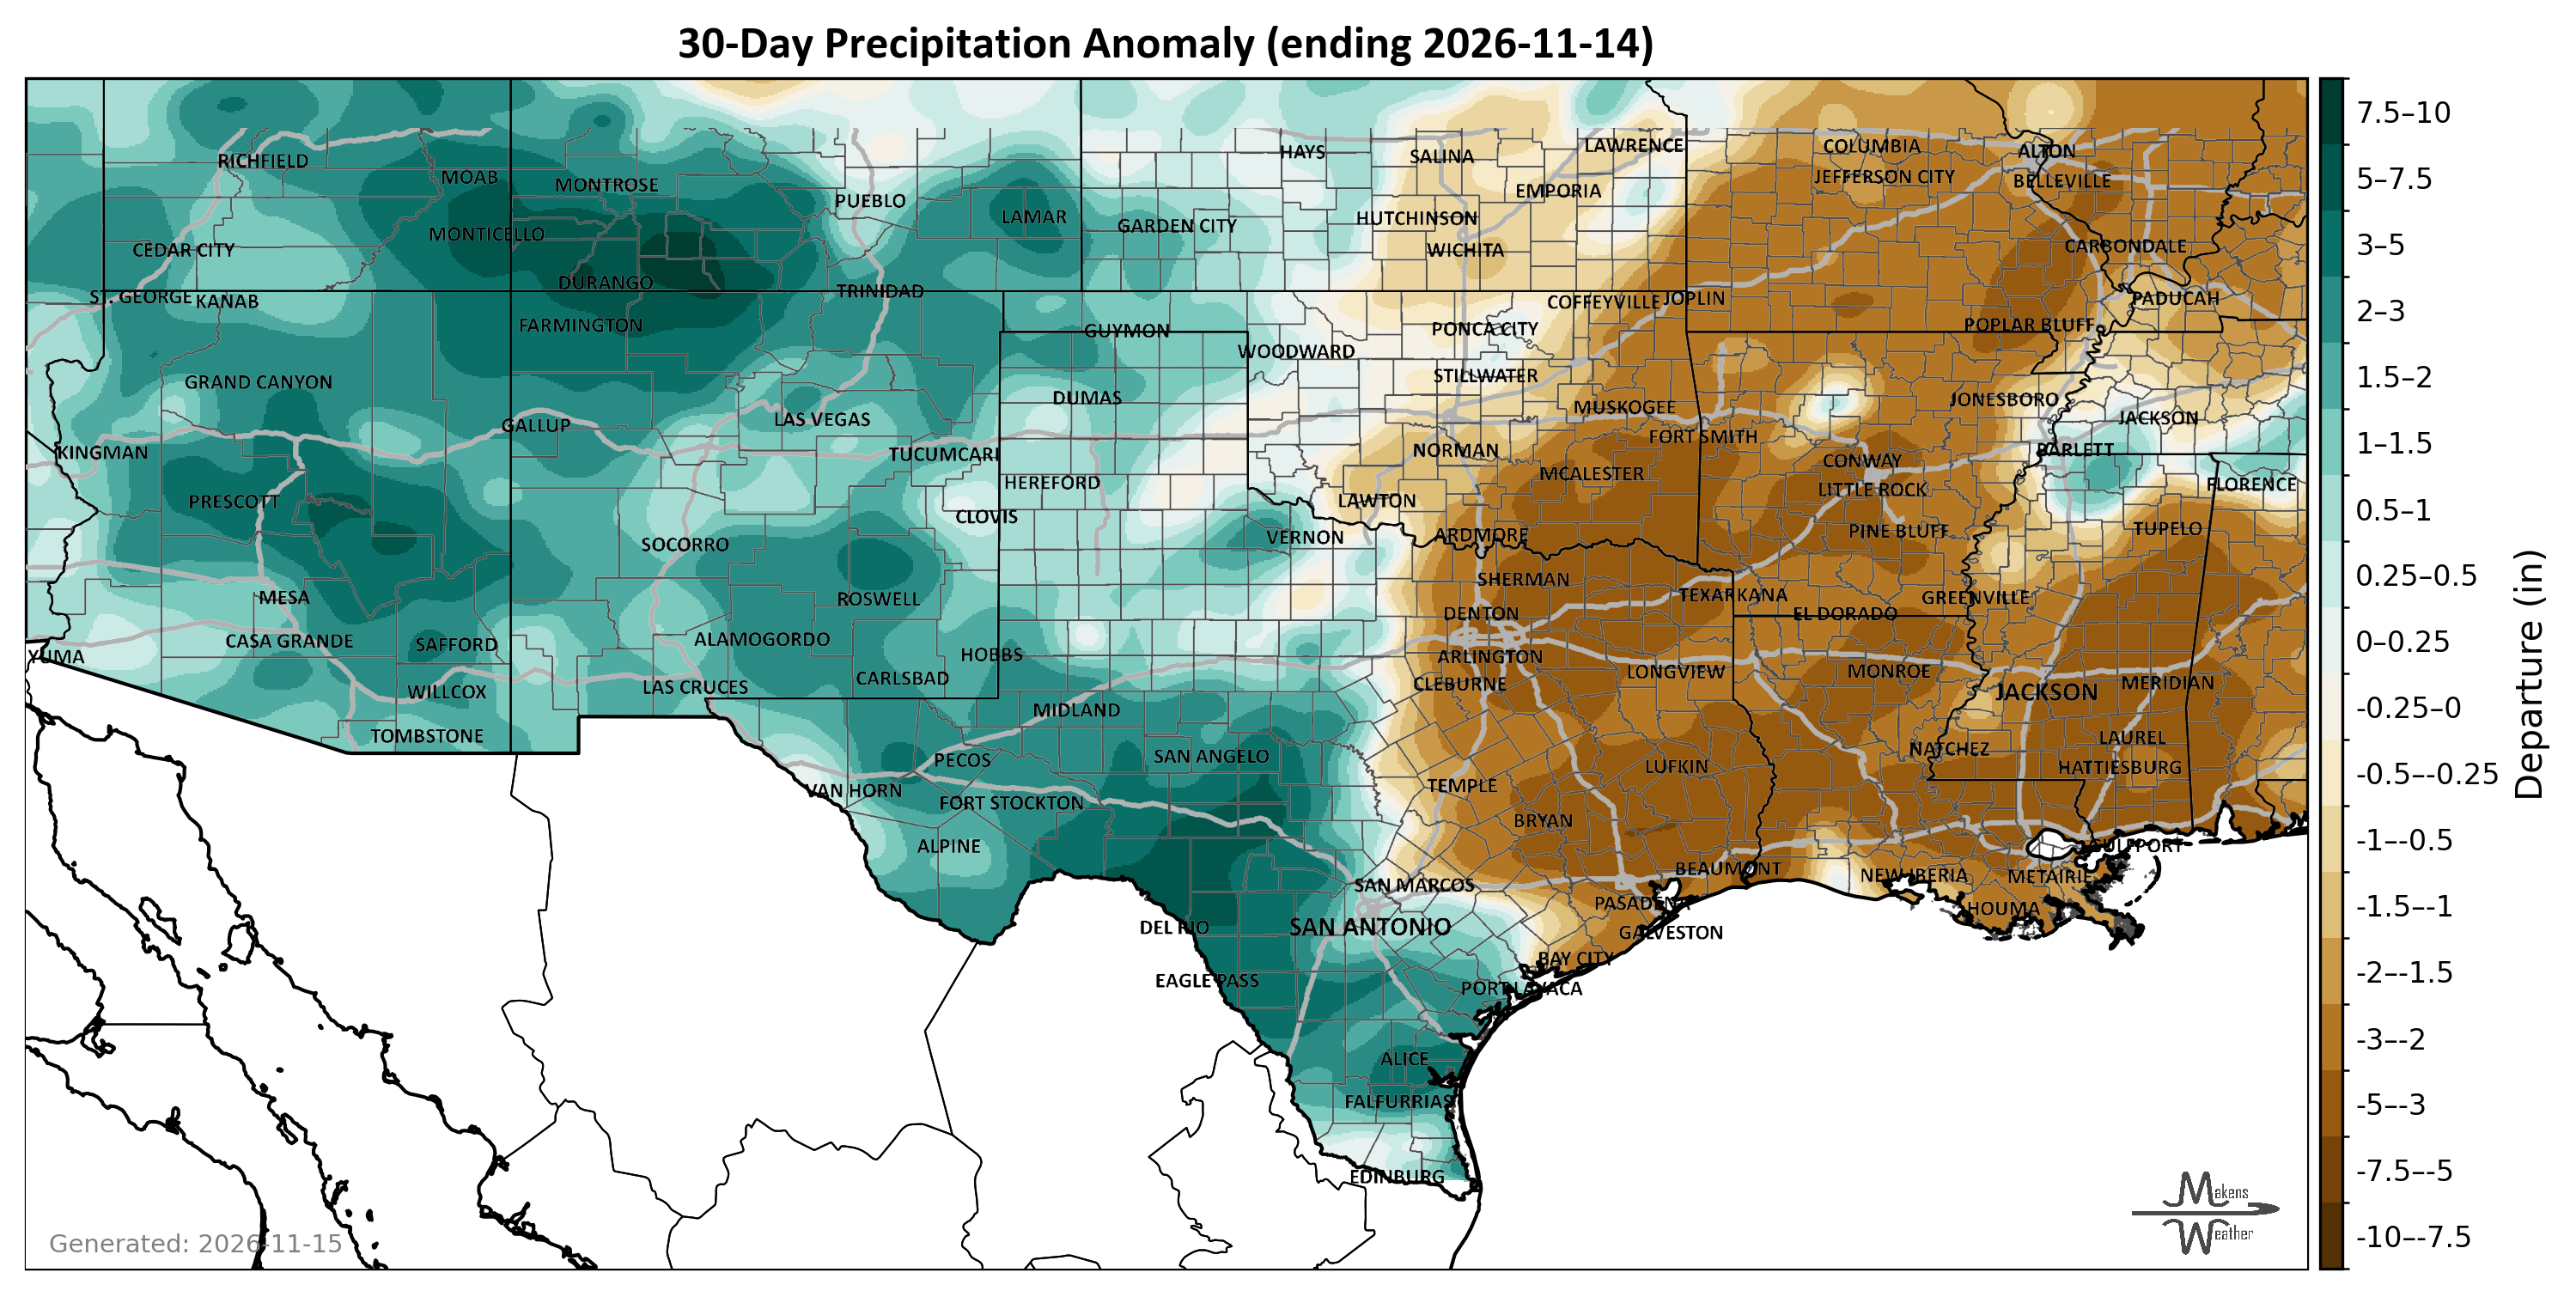 30-Day Precipitation Anomaly (ending 2026-11-14)
RICHFIELD
MOAB
MONTROSE
PUEBLO
LAMAR
GARDEN CITY
HAYS
SALINA
LAWRENCE
EMPORIA
HUTCHINSON
WICHITA
COLUMBIA
JEFFERSON CITY
ALTON
BELLEVILLE
CARBONDALE
CEDAR CITY
MONTICELLO
DURANGO
TRINIDAD
ST. GEORGE
KANAB
FARMINGTON
GUYMON
COFFEYVILLE
JOPLIN
PADUCAH
POPLAR BLUFF
PONCA CITY
WOODWARD
STILLWATER
GRAND CANYON
DUMAS
MUSKOGEE
JONESBORO
JACKSON
GALLUP
LAS VEGAS
FORT SMITH
KINGMAN
TUCUMCARI
NORMAN
BARLETT
CONWAY
MCALESTER
HEREFORD
LITTLE ROCK
FLORENCE
PRESCOTT
LAWTON
CLOVIS
VERNON
ARDMORE
PINE BLUFF
TUPELO
SOCORRO
SHERMAN
MESA
ROSWELL
TEXARKANA
GREENVILLE
DENTON
EL DORADO
CASA GRANDE
SAFFORD
ALAMOGORDO
YUMA
HOBBS
ARLINGTON
LONGVIEW
MONROE
CARLSBAD
CLEBURNE
MERIDIAN
WILLCOX
LAS CRUCES
JACKSON
MIDLAND
TOMBSTONE
LAUREL
NATCHEZ
PECOS
SAN ANGELO
LUFKIN
HATTIESBURG
VAN HORN
FORT STOCKTON
TEMPLE
BRYAN
ALPINE
GULFPORT
BEAUMONT
NEW IBERIA
METAIRIE
SAN MARCOS
PASADENA
HOUMA
DEL RIO
SAN ANTONIO
GALVESTON
BAY CITY
EAGLE PASS
PORT LAVACA
ALICE
FALFURRIAS
EDINBURG
7.5–10
5–7.5
3–5
2–3
1.5–2
1–1.5
0.5–1
0.25–0.5
0–0.25
-0.25–0
-0.5–-0.25
-1–-0.5
-1.5–-1
-2–-1.5
-3–-2
-5–-3
-7.5–-5
-10–-7.5
Departure (in)
Generated: 2026-11-15
Makens
Weather